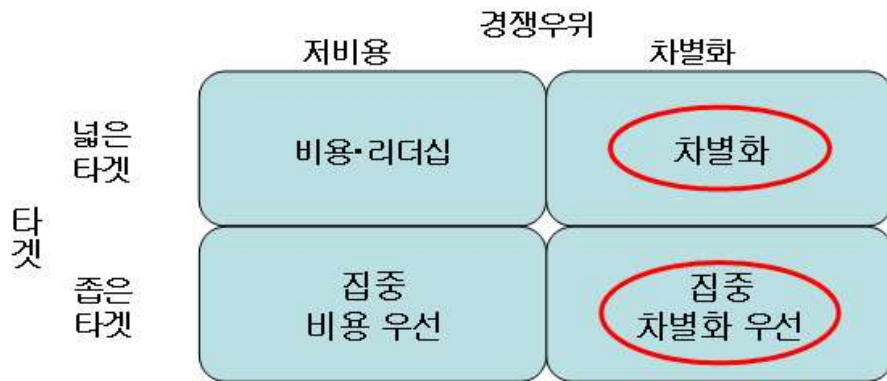 경쟁우위
저비용 차별화
넓은
타겟
비용·리더십
차별화
타
겟
좁은
타겟
집중
비용 우선
집중
차별화 우선